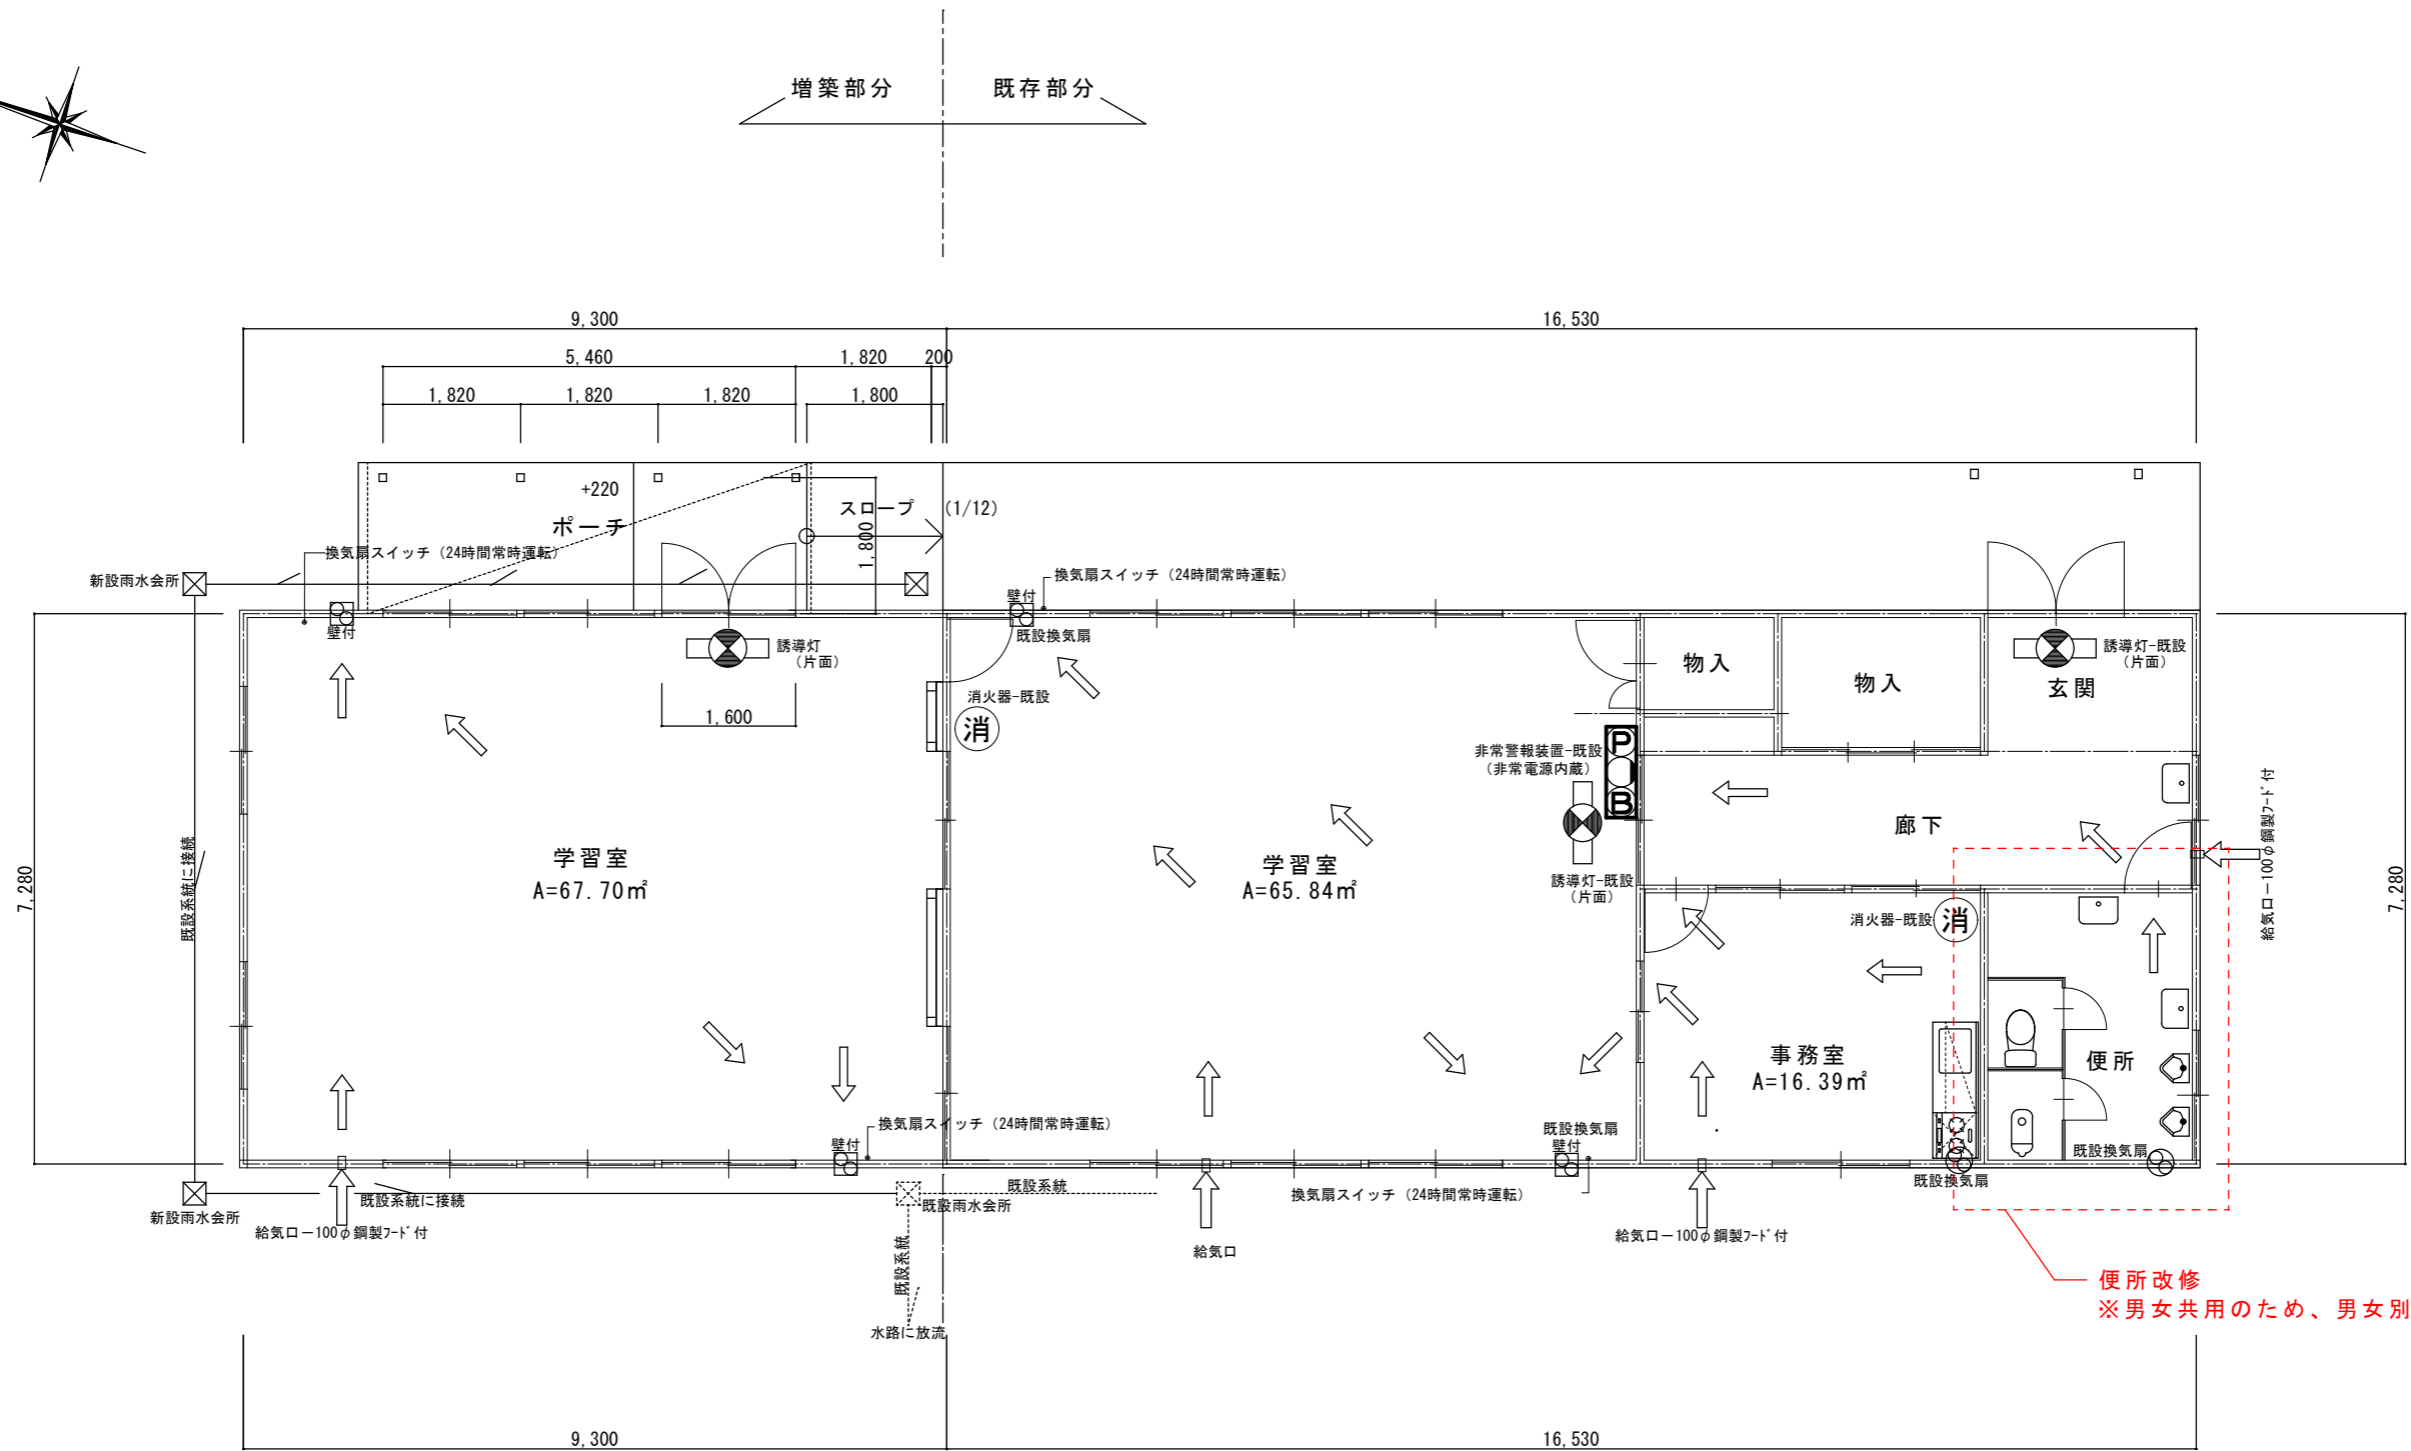 増築部分
既存部分
9,300
16,530
5,460
1,820
200
1,820
1,820
1,820
1,800
+220
ポーチ
スロープ (1/12)
1,800
換気扇スイッチ（24時間常時運転）
新設雨水会所
壁付
換気扇スイッチ（24時間常時運転）
壁付
既設換気扇
誘導灯
（片面）
誘導灯-既設
（片面）
物入
物入
玄関
消火器-既設
消
1,600
非常警報装置-既設
（非常電源内蔵）
P
B
廊下
給気口－100φ鋼製フード付
既設系統に接続
7,280
7,280
学習室
A=67.70㎡
学習室
A=65.84㎡
誘導灯-既設
（片面）
消火器-既設
消
事務室
A=16.39㎡
便所
換気扇スイッチ（24時間常時運転）
壁付
既設換気扇
壁付
既設換気扇
既設換気扇
既設系統に接続
既設系統
既設雨水会所
換気扇スイッチ（24時間常時運転）
新設雨水会所
給気口－100φ鋼製フード付
給気口
給気口－100φ鋼製フード付
既設系統
水路に放流
便所改修
※男女共用のため、男女別
9,300
16,530